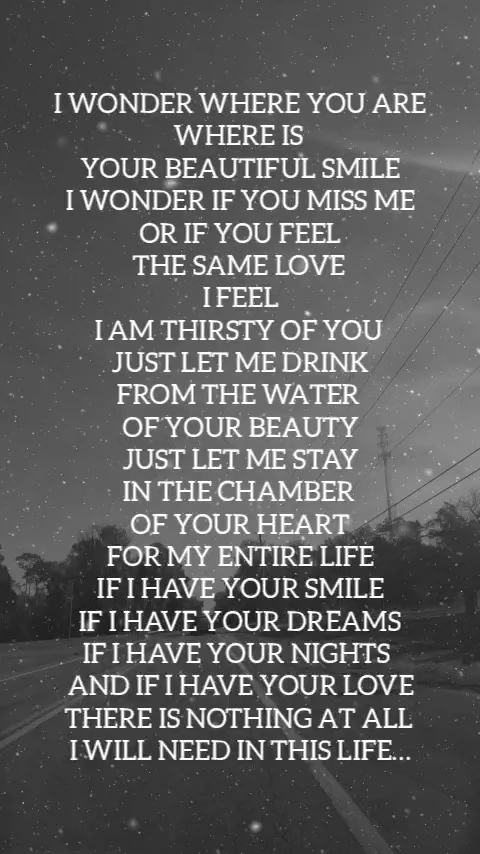 I WONDER WHERE YOU ARE
WHERE IS
YOUR BEAUTIFUL SMILE
I WONDER IF YOU MISS ME
OR IF YOU FEEL
THE SAME LOVE
I FEEL
I AM THIRSTY OF YOU
JUST LET ME DRINK
FROM THE WATER
OF YOUR BEAUTY
JUST LET ME STAY
IN THE CHAMBER
OF YOUR HEART
FOR MY ENTIRE LIFE
IF I HAVE YOUR SMILE
IF I HAVE YOUR DREAMS
IF I HAVE YOUR NIGHTS
AND IF I HAVE YOUR LOVE
THERE IS NOTHING AT ALL
I WILL NEED IN THIS LIFE...